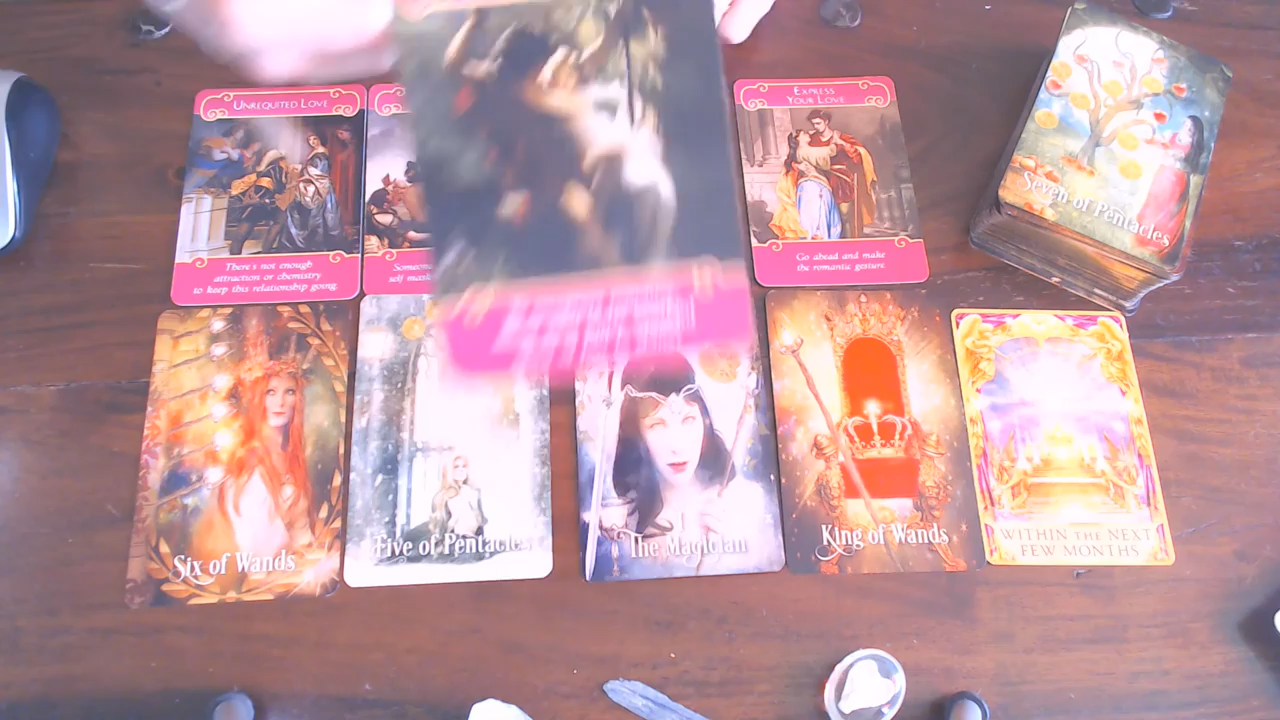 UNREQUITED LOVE
There's not enough
attraction or chemistry
to keep this relationship going.
self mask
EXPRESS
YOUR LOVE
Go ahead and make
the romantic gesture
Seven of Pentacles
Six of Wands
Five of Pentacles
The Magician
King of Wands
WITHIN THE NEXT
FEW MONTHS